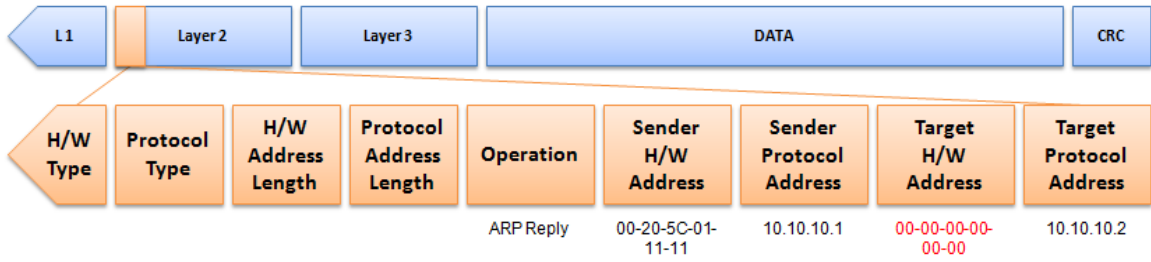 L 1
Layer 2
Layer 3
DATA
CRC
H/W
Type
Protocol
Type
H/W
Address
Length
Protocol
Address
Length
Operation
Sender
H/W
Address
Sender
Protocol
Address
Target
H/W
Address
Target
Protocol
Address
ARP Reply
00-20-5C-01-
11-11
10.10.10.1
00-00-00-00-
00-00
10.10.10.2